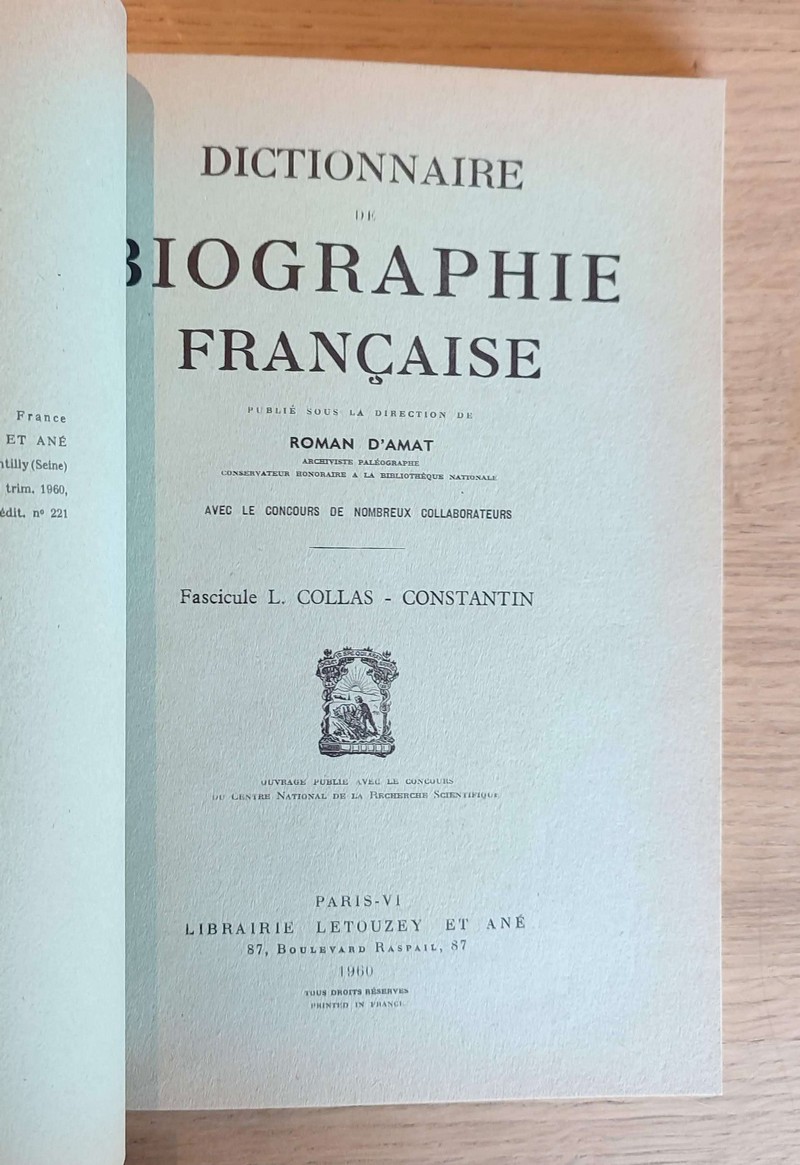 France
ET ANÉ
ntilly (Seine)
trim. 1960,
édit. nº 221
DICTIONNAIRE
DE
BIOGRAPHIE
FRANÇAISE
PUBLIÉ SOUS LA DIRECTION DE
ROMAN D'AMAT
ARCHIVISTE PALÉOGRAPHE
CONSERVATEUR HONORAIRE A LA BIBLIOTHÈQUE NATIONALE
AVEC LE CONCOURS DE NOMBREUX COLLABORATEURS
Fascicule L. COLLAS - CONSTANTIN
OUVRAGE PUBLIÉ AVEC LE CONCOURS
DU CENTRE NATIONAL DE LA RECHERCHE SCIENTIFIQUE
PARIS-VI
LIBRAIRIE LETOUZEY ET ANÉ
87, BOULEVARD RASPAIL, 87
1960
TOUS DROITS RÉSERVÉS
PRINTED IN FRANCE